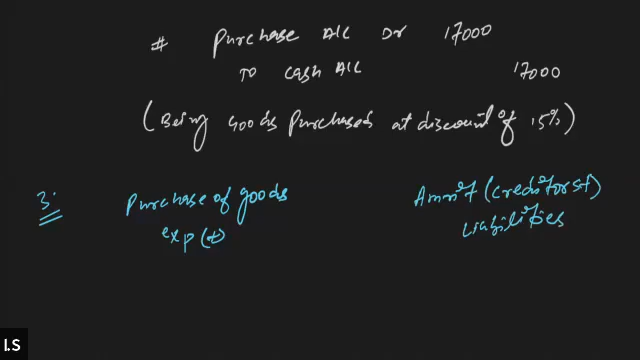 # Purchase A/C Dr 17000
To cash A/C 17000
(Being goods purchased at discount of 15%)
3. Purchase of goods Amrit (creditors↑)
exp (+) Liabilities
I.S